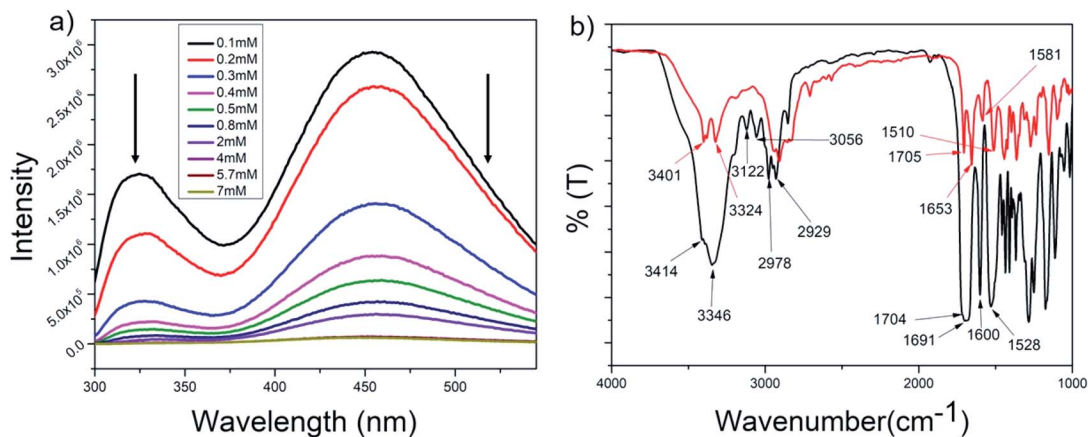 a)
3.0x10⁶
2.5x10⁶
2.0x10⁶
1.5x10⁶
1.0x10⁶
5.0x10⁵
0.0
Intensity
0.1mM
0.2mM
0.3mM
0.4mM
0.5mM
0.8mM
2mM
4mM
5.7mM
7mM
300 350 400 450 500
Wavelength (nm)
b)
% (T)
1581
3056
1510
3122
1705
3401
3324
1653
2929
2978
3414
3346
1704
1691
1600
1528
4000 3000 2000 1000
Wavenumber(cm⁻¹)